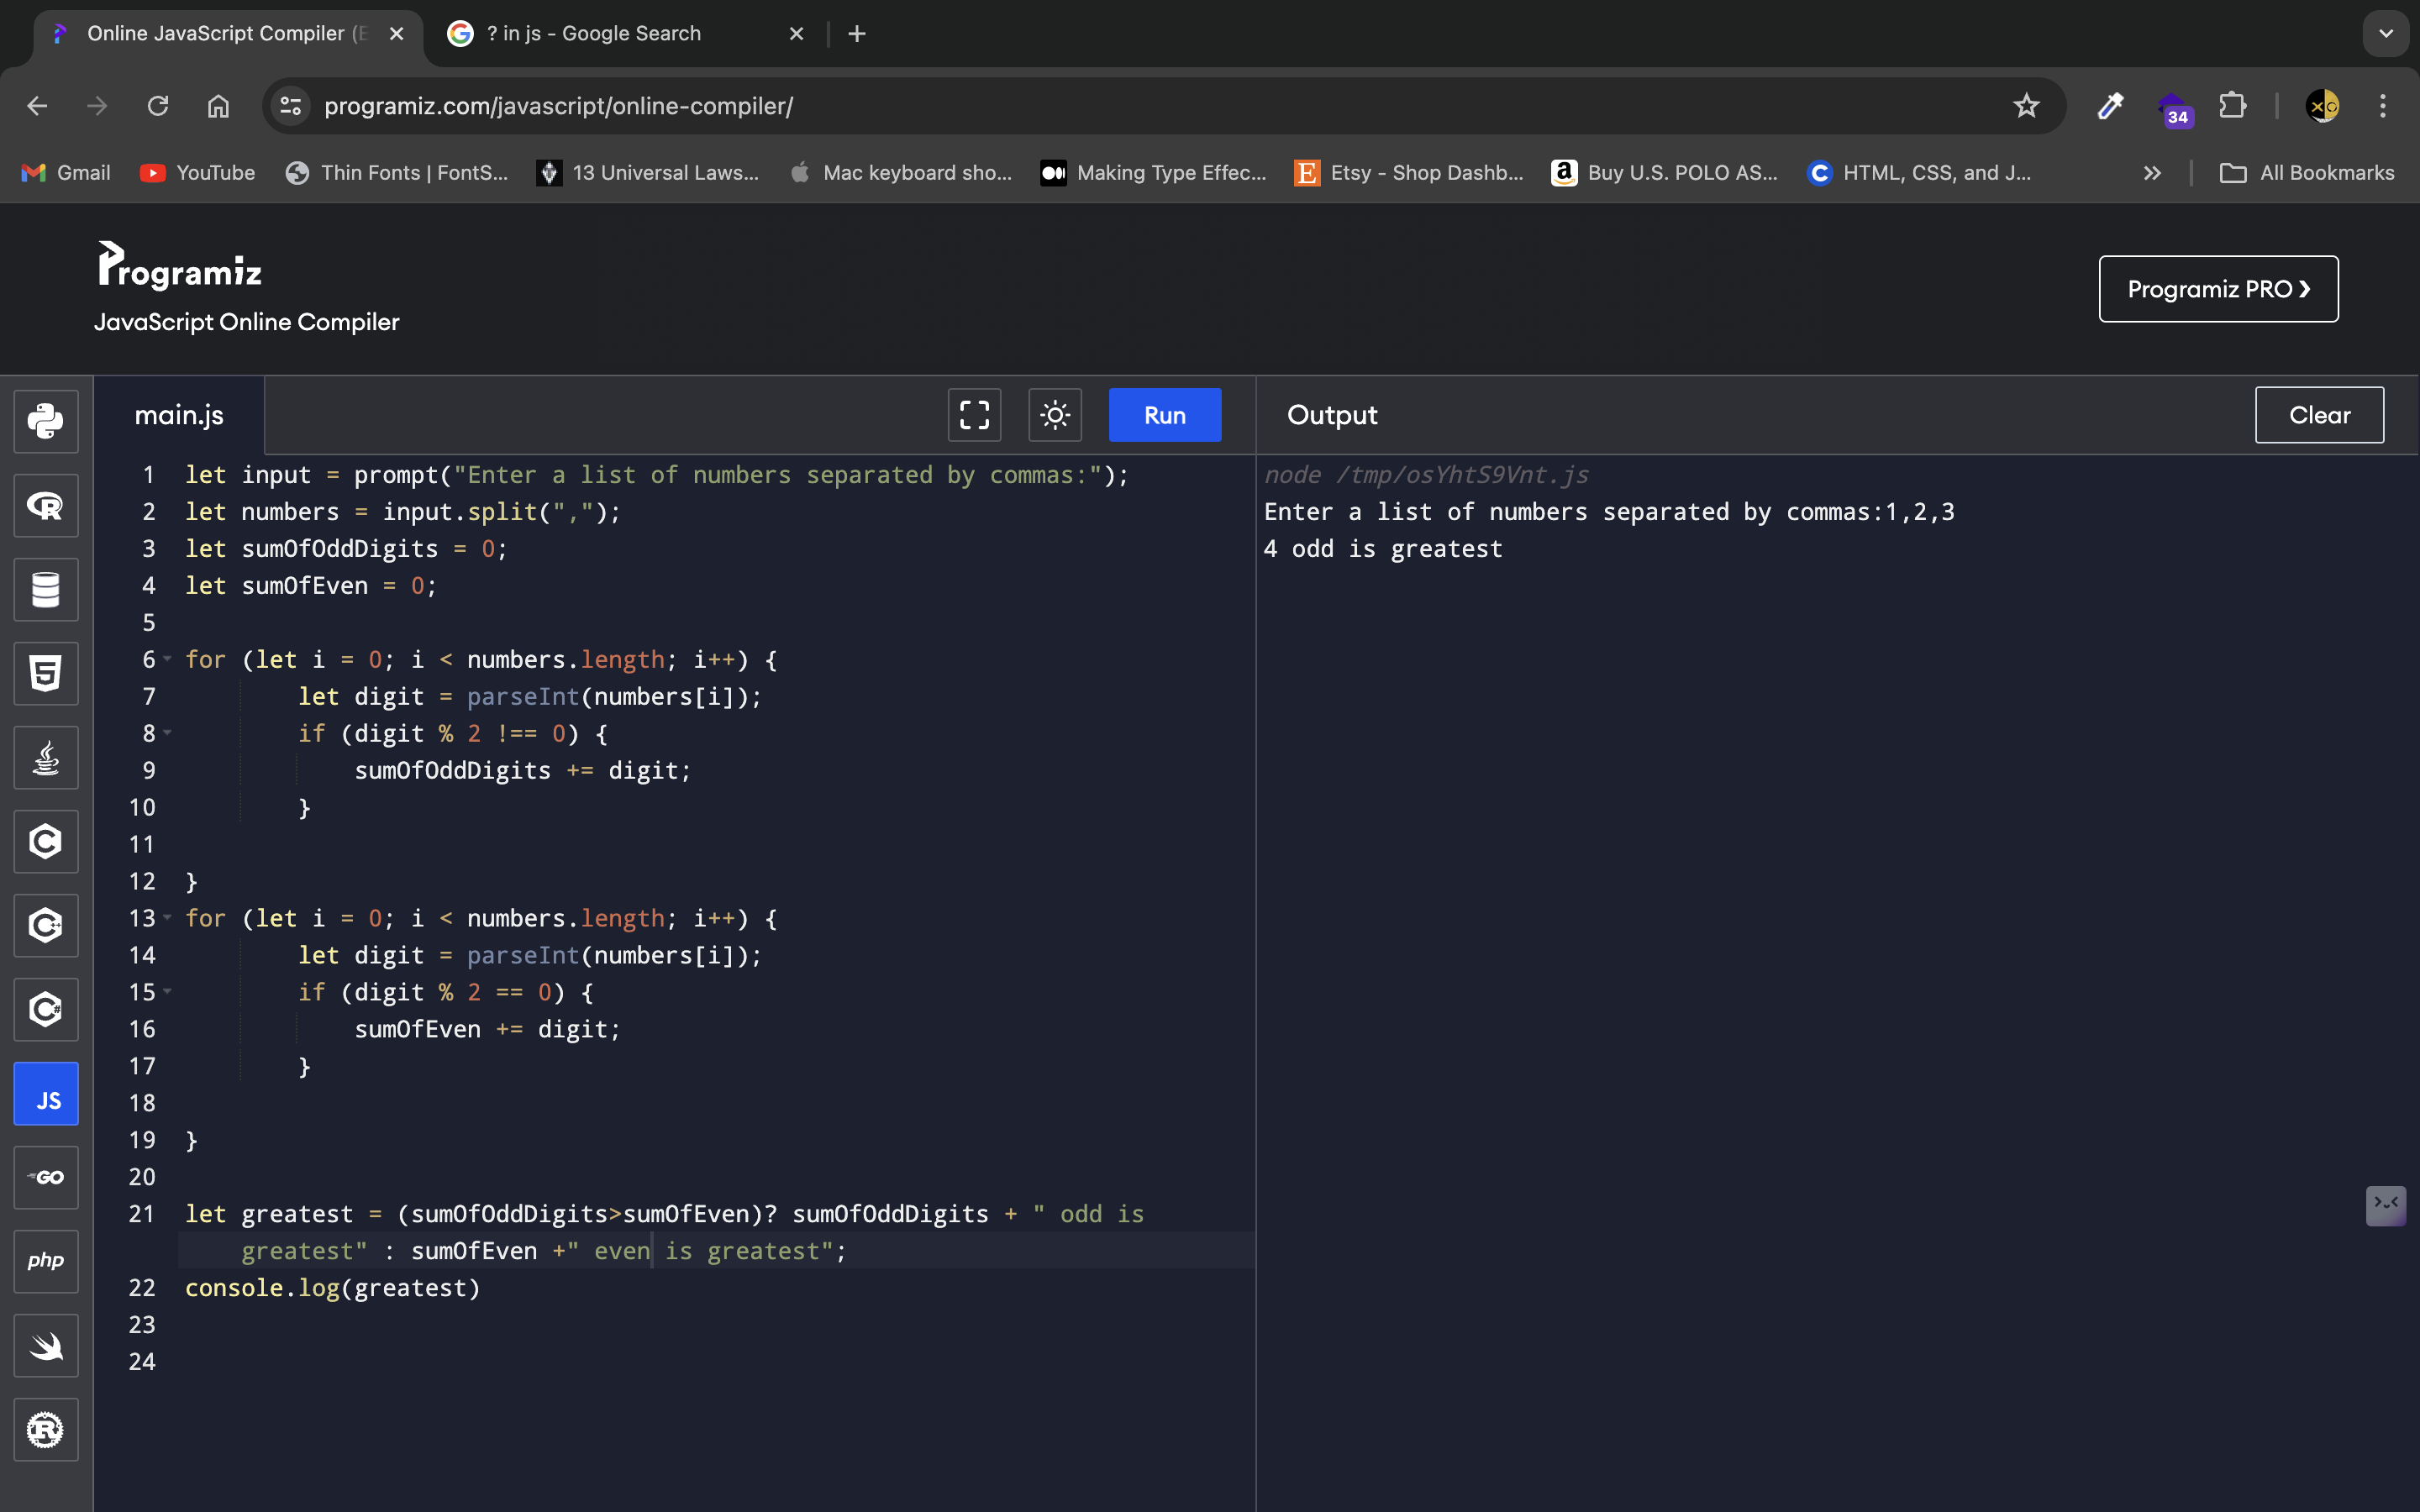 Online JavaScript Compiler (E
? in js - Google Search
programiz.com/javascript/online-compiler/
34
Gmail
YouTube
Thin Fonts | FontS...
13 Universal Laws...
Mac keyboard sho...
Making Type Effec...
Etsy - Shop Dashb...
Buy U.S. POLO AS...
HTML, CSS, and J...
All Bookmarks
Programiz
JavaScript Online Compiler
Programiz PRO ❯
main.js
Run
Output
Clear
1 let input = prompt("Enter a list of numbers separated by commas:");
2 let numbers = input.split(",");
3 let sumOfOddDigits = 0;
4 let sumOfEven = 0;
5
6 for (let i = 0; i < numbers.length; i++) {
7 let digit = parseInt(numbers[i]);
8 if (digit % 2 !== 0) {
9 sumOfOddDigits += digit;
10 }
11
12 }
13 for (let i = 0; i < numbers.length; i++) {
14 let digit = parseInt(numbers[i]);
15 if (digit % 2 == 0) {
16 sumOfEven += digit;
17 }
18
19 }
20
21 let greatest = (sumOfOddDigits>sumOfEven)? sumOfOddDigits + " odd is
greatest" : sumOfEven +" even is greatest";
22 console.log(greatest)
23
24
node /tmp/osYhtS9Vnt.js
Enter a list of numbers separated by commas:1,2,3
4 odd is greatest
JS
GO
php